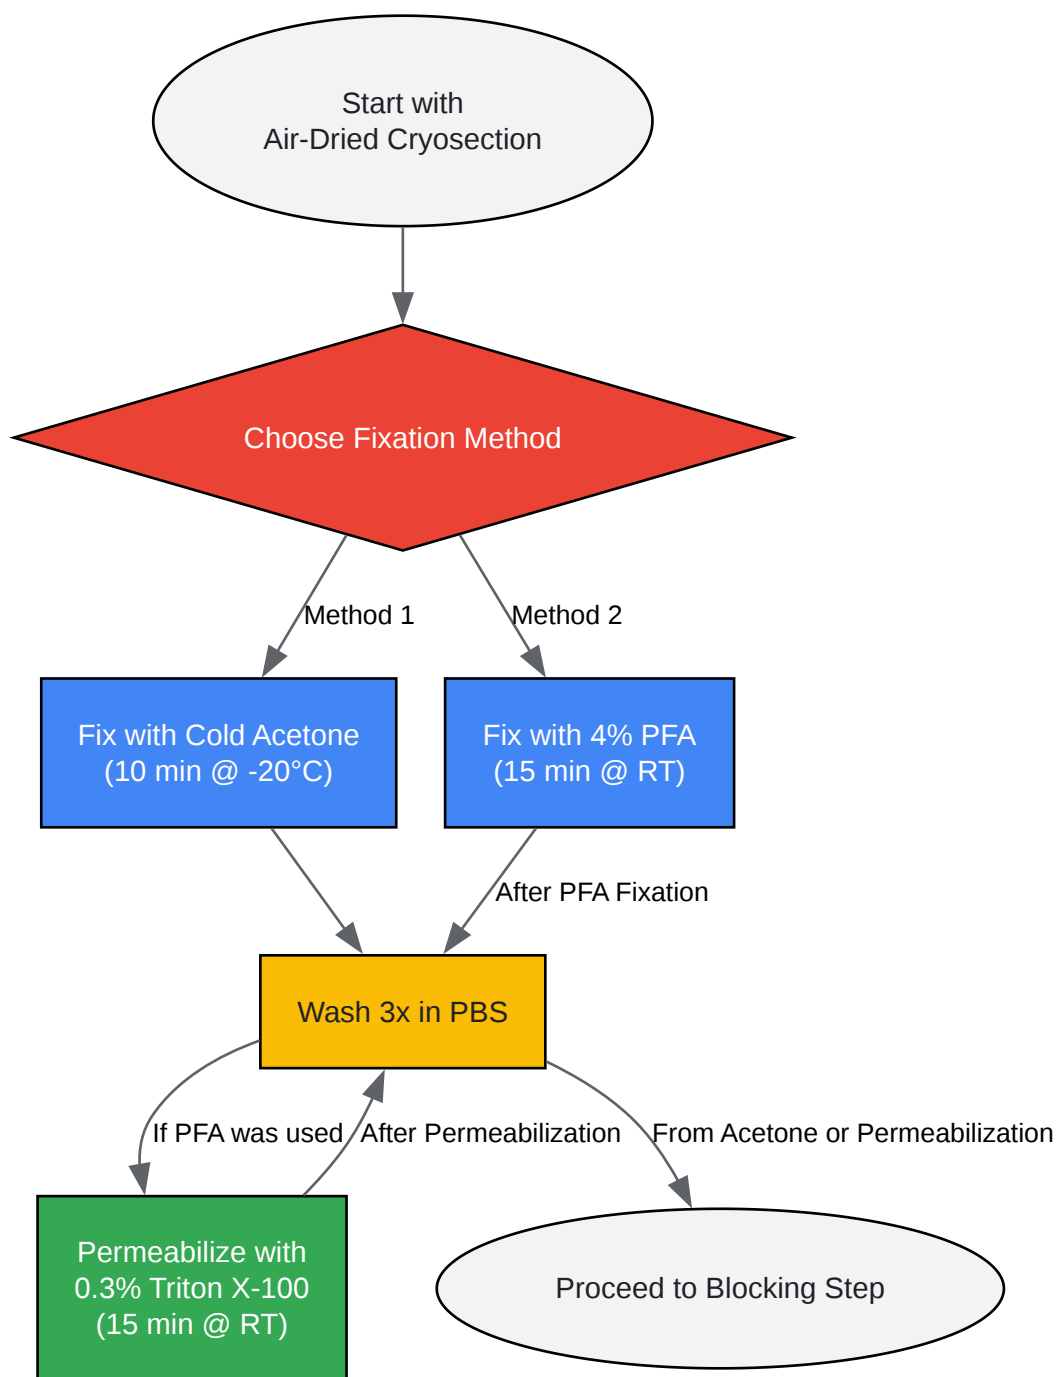 Start with
Air-Dried Cryosection
Choose Fixation Method
Method 1
Method 2
Fix with Cold Acetone
(10 min @ -20°C)
Fix with 4% PFA
(15 min @ RT)
After PFA Fixation
Wash 3x in PBS
If PFA was used
After Permeabilization
From Acetone or Permeabilization
Permeabilize with
0.3% Triton X-100
(15 min @ RT)
Proceed to Blocking Step